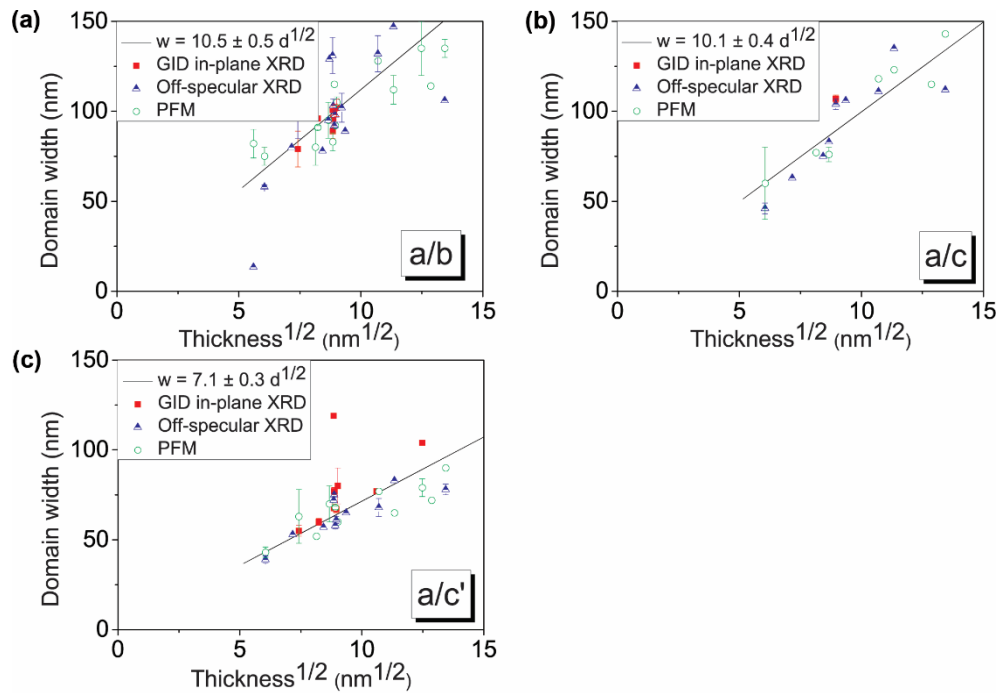 (a)
150
100
50
0
Domain width (nm)
w = 10.5 ± 0.5 d^1/2
GID in-plane XRD
Off-specular XRD
PFM
a/b
0 5 10 15
Thickness^1/2 (nm^1/2)
(b)
150
100
50
0
Domain width (nm)
w = 10.1 ± 0.4 d^1/2
GID in-plane XRD
Off-specular XRD
PFM
a/c
0 5 10 15
Thickness^1/2 (nm^1/2)
(c)
150
100
50
0
Domain width (nm)
w = 7.1 ± 0.3 d^1/2
GID in-plane XRD
Off-specular XRD
PFM
a/c'
0 5 10 15
Thickness^1/2 (nm^1/2)